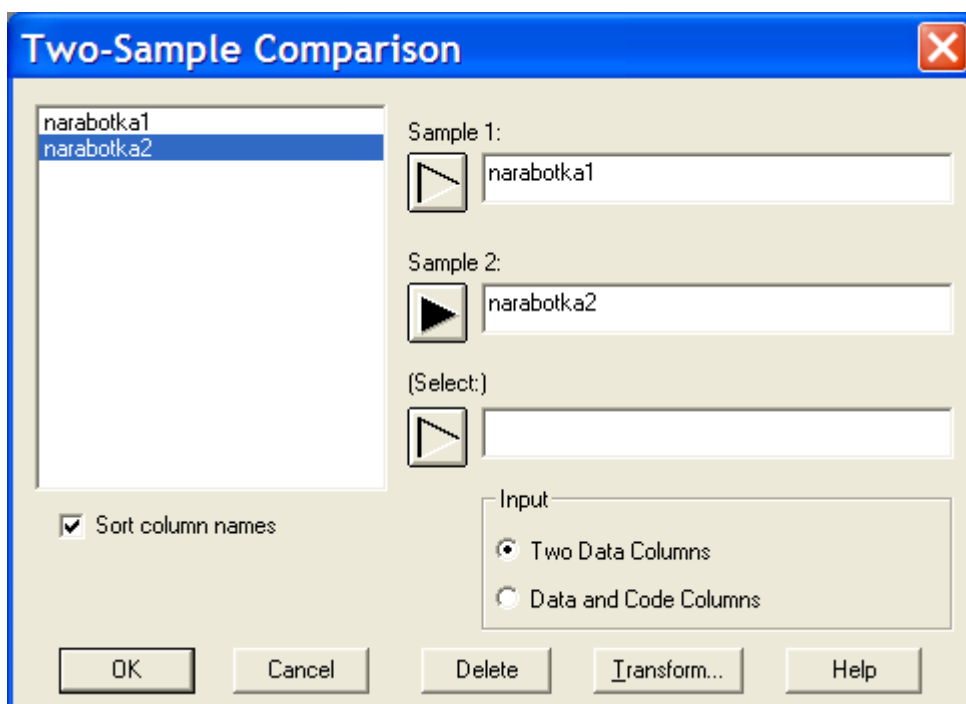 Two-Sample Comparison
narabotka1
narabotka2
Sample 1:
narabotka1
Sample 2:
narabotka2
(Select:)
Sort column names
Input
Two Data Columns
Data and Code Columns
OK Cancel Delete Transform... Help